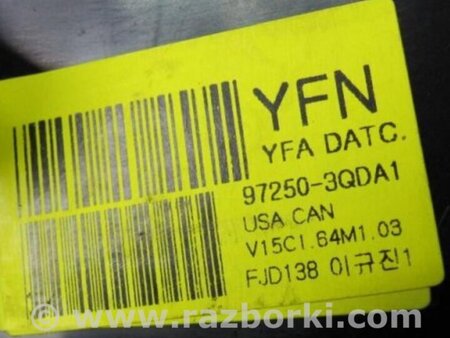 YFN
YFA DATC.
97250-3QDA1
USA CAN
V15C1.64M1.03
FJD138 이규진1
© www.razborki.com